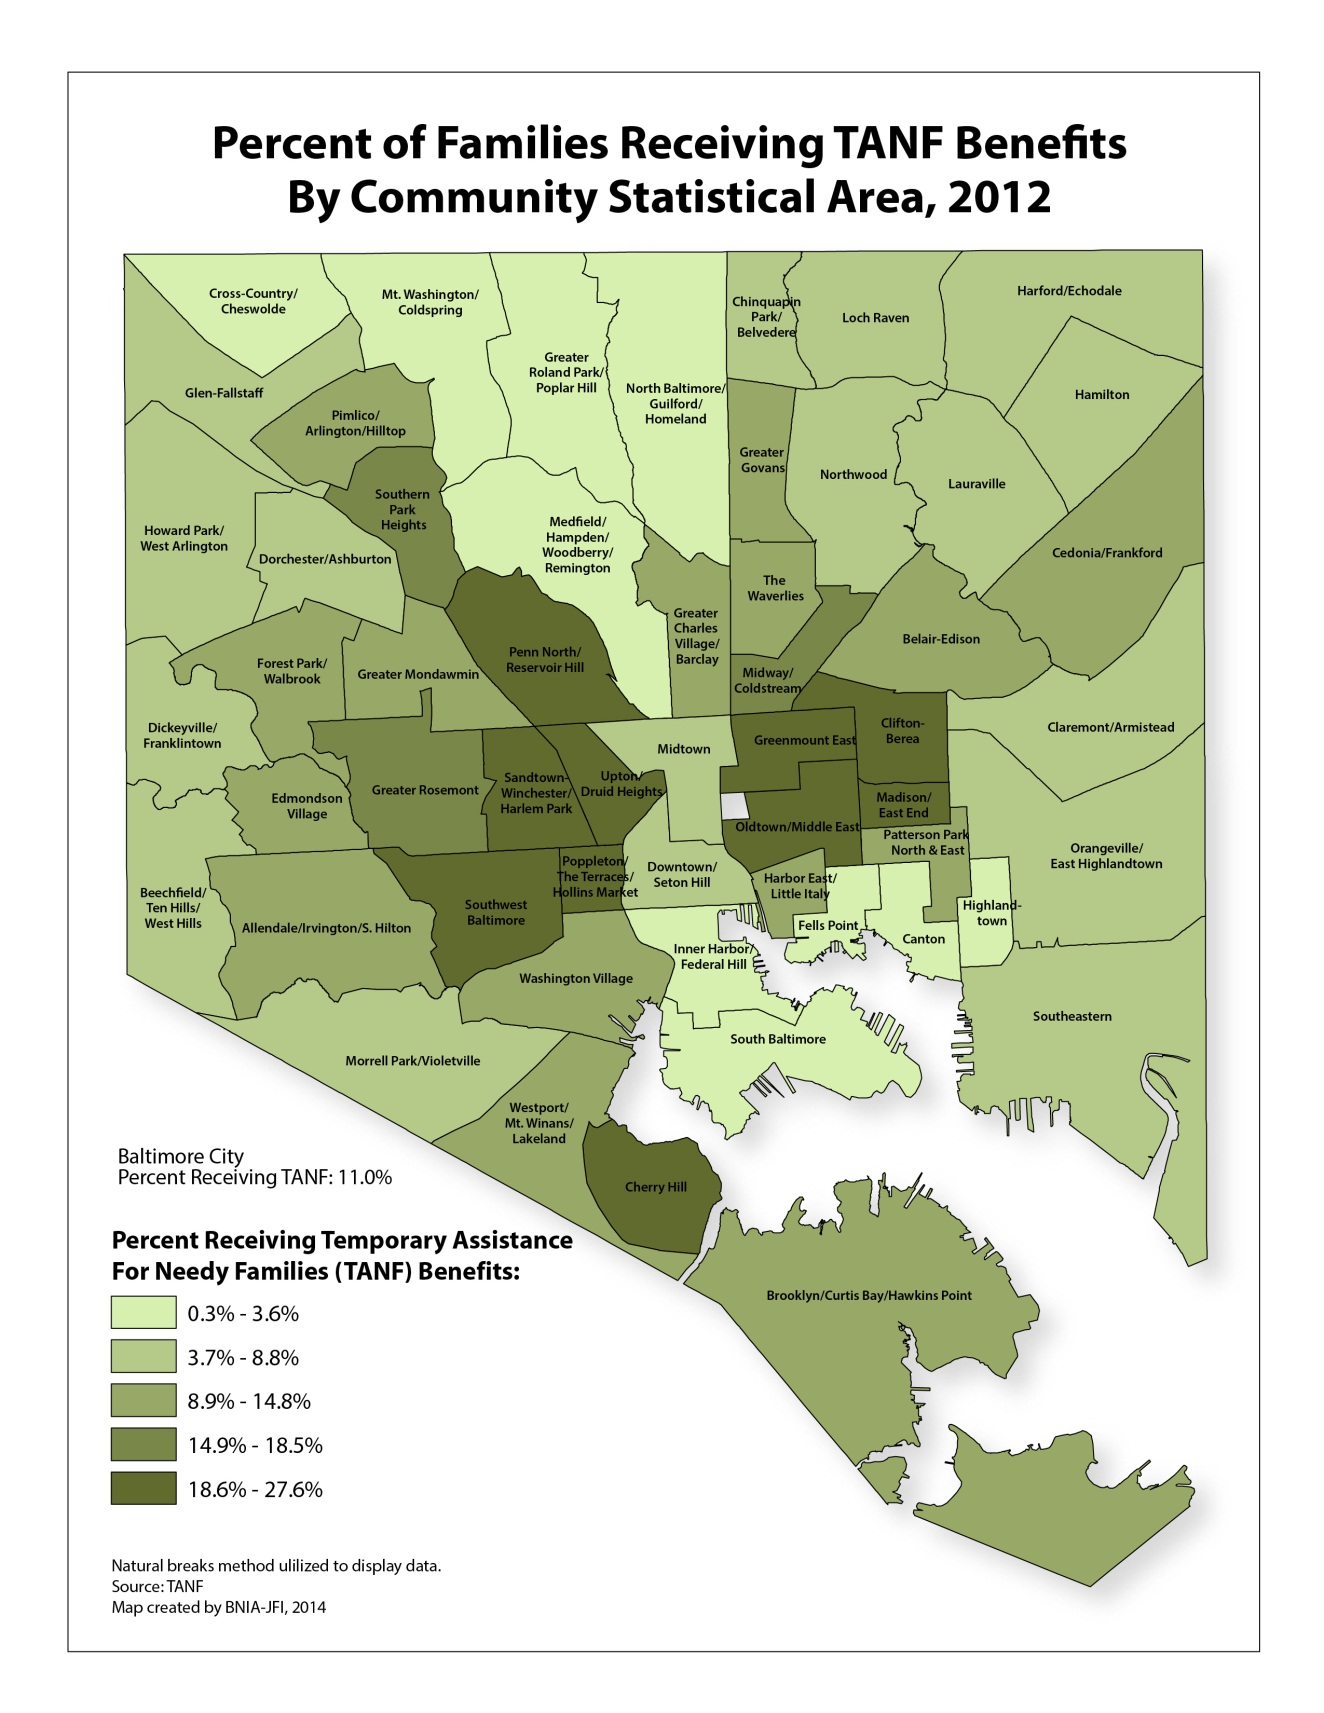 Percent of Families Receiving TANF Benefits
By Community Statistical Area, 2012
Cross-Country/
Cheswolde
Mt. Washington/
Coldspring
Greater
Roland Park/
Poplar Hill
North Baltimore/
Guilford/
Homeland
Chinquapin
Park/
Belvedere
Loch Raven
Harford/Echodale
Glen-Fallstaff
Pimlico/
Arlington/Hilltop
Hamilton
Greater
Govans
Northwood
Lauraville
Southern
Park
Heights
Howard Park/
West Arlington
Dorchester/Ashburton
Medfield/
Hampden/
Woodberry/
Remington
Cedonia/Frankford
The
Waverlies
Greater
Charles
Village/
Barclay
Belair-Edison
Forest Park/
Walbrook
Greater Mondawmin
Penn North/
Reservoir Hill
Midway/
Coldstream
Dickeyville/
Franklintown
Midtown
Greenmount East
Clifton-
Berea
Claremont/Armistead
Edmondson
Village
Greater Rosemont
Sandtown-
Winchester/
Harlem Park
Upton/
Druid Heights
Madison/
East End
Oldtown/Middle East
Patterson Park
North & East
Orangeville/
East Highlandtown
Beechfield/
Ten Hills/
West Hills
Allendale/Irvington/S. Hilton
Southwest
Baltimore
Poppleton/
The Terraces/
Hollins Market
Downtown/
Seton Hill
Harbor East/
Little Italy
Fells Point
Canton
Highland-
town
Washington Village
Inner Harbor/
Federal Hill
South Baltimore
Southeastern
Morrell Park/Violetville
Westport/
Mt. Winans/
Lakeland
Cherry Hill
Brooklyn/Curtis Bay/Hawkins Point
Baltimore City
Percent Receiving TANF: 11.0%
Percent Receiving Temporary Assistance
For Needy Families (TANF) Benefits:
0.3% - 3.6%
3.7% - 8.8%
8.9% - 14.8%
14.9% - 18.5%
18.6% - 27.6%
Natural breaks method ulilized to display data.
Source: TANF
Map created by BNIA-JFI, 2014